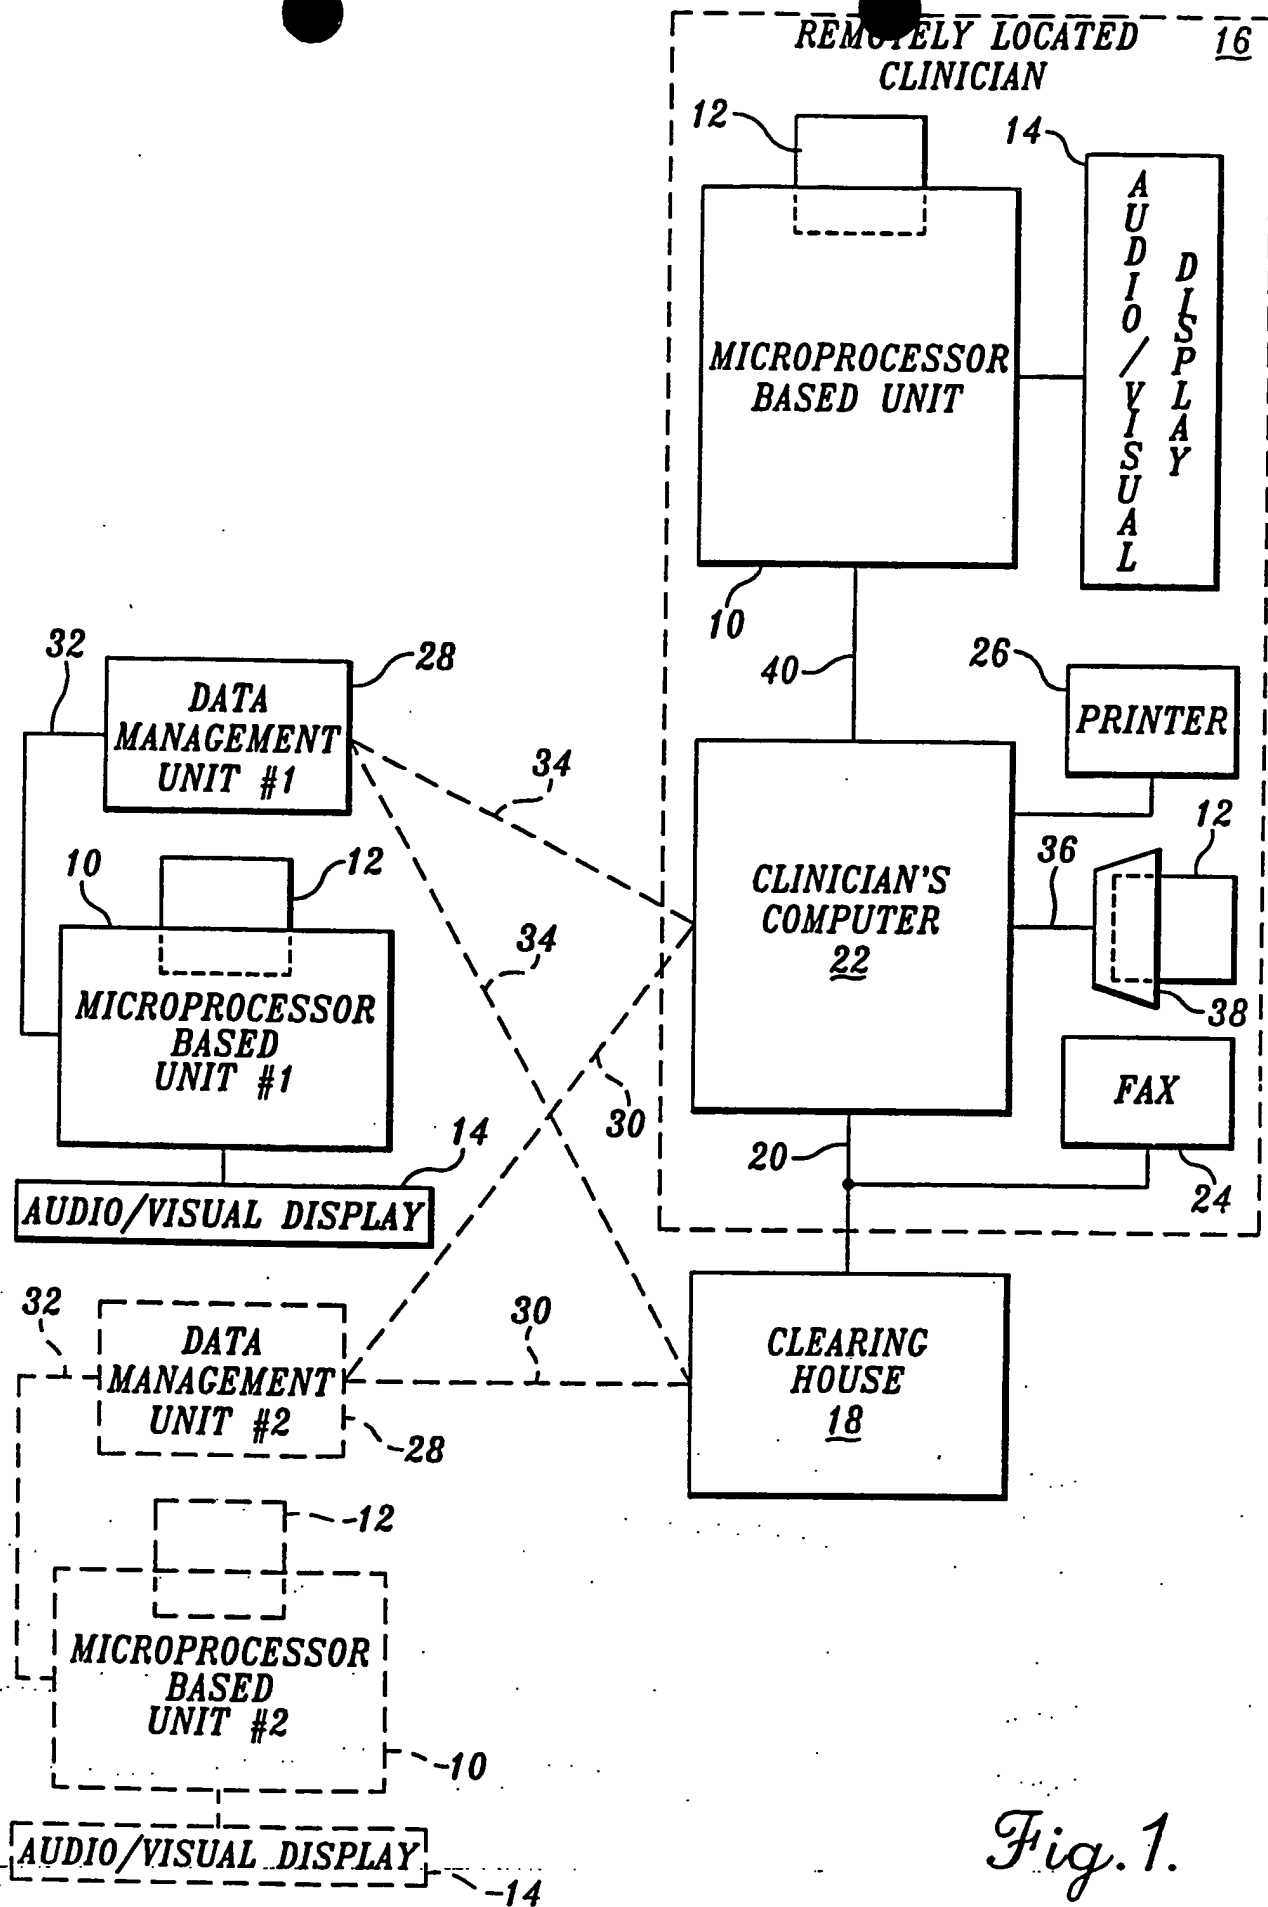 REMOTELY LOCATED
CLINICIAN
16
12
14
AUDIO/VISUAL
DISPLAY
MICROPROCESSOR
BASED UNIT
10
40
26
PRINTER
32
28
DATA
MANAGEMENT
UNIT #1
34
12
36
CLINICIAN'S
COMPUTER
22
38
10
12
34
MICROPROCESSOR
BASED
UNIT #1
30
FAX
24
20
14
AUDIO/VISUAL DISPLAY
32
DATA
MANAGEMENT
UNIT #2
28
30
CLEARING
HOUSE
18
12
MICROPROCESSOR
BASED
UNIT #2
10
AUDIO/VISUAL DISPLAY
14
Fig.1.